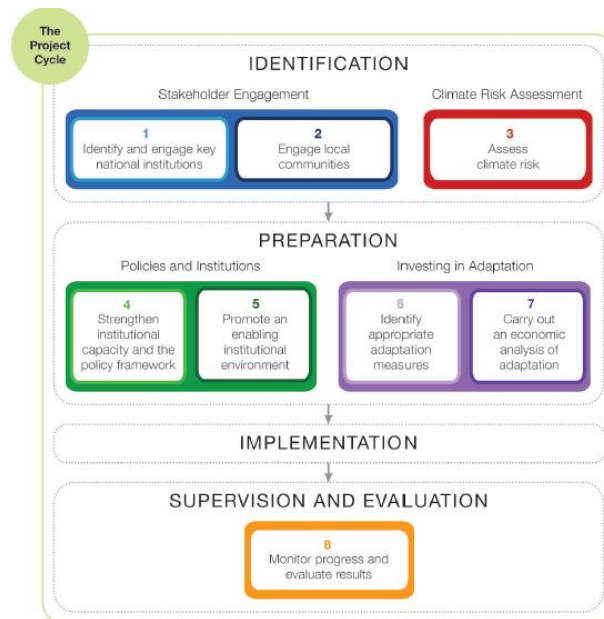 The
Project
Cycle
IDENTIFICATION
Stakeholder Engagement
Climate Risk Assessment
1
Identify and engage key
national institutions
2
Engage local
communities
3
Assess
climate risk
PREPARATION
Policies and Institutions
Investing in Adaptation
4
Strengthen
institutional
capacity and the
policy framework
5
Promote an
enabling
institutional
environment
6
Identify
appropriate
adaptation
measures
7
Carry out
an economic
analysis of
adaptation
IMPLEMENTATION
SUPERVISION AND EVALUATION
8
Monitor progress and
evaluate results